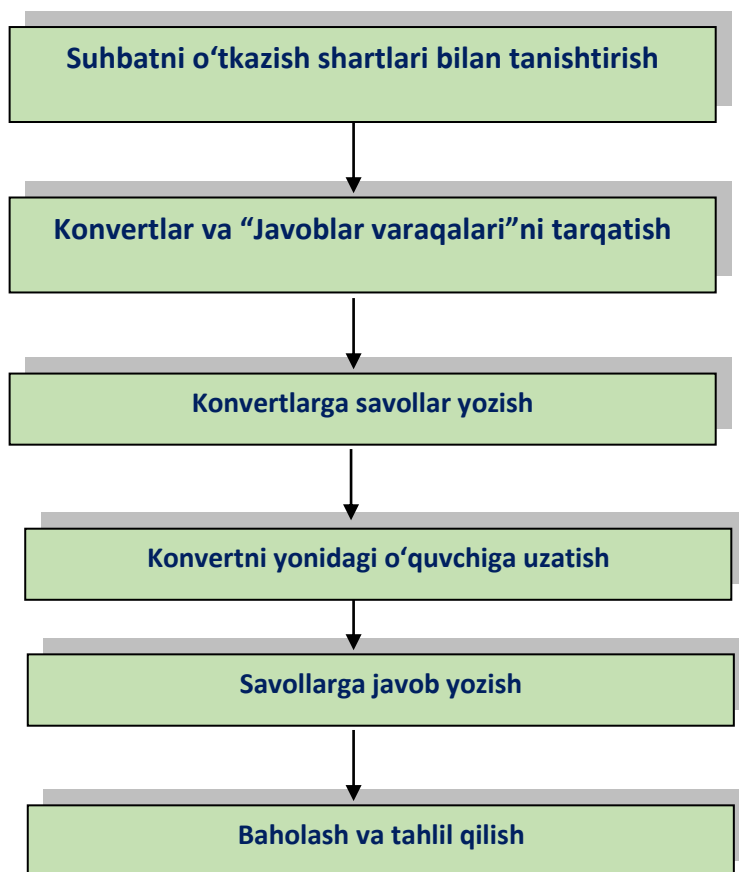 Suhbatni o‘tkazish shartlari bilan tanishtirish
Konvertlar va “Javoblar varaqalari”ni tarqatish
Konvertlarga savollar yozish
Konvertni yonidagi o‘quvchiga uzatish
Savollarga javob yozish
Baholash va tahlil qilish